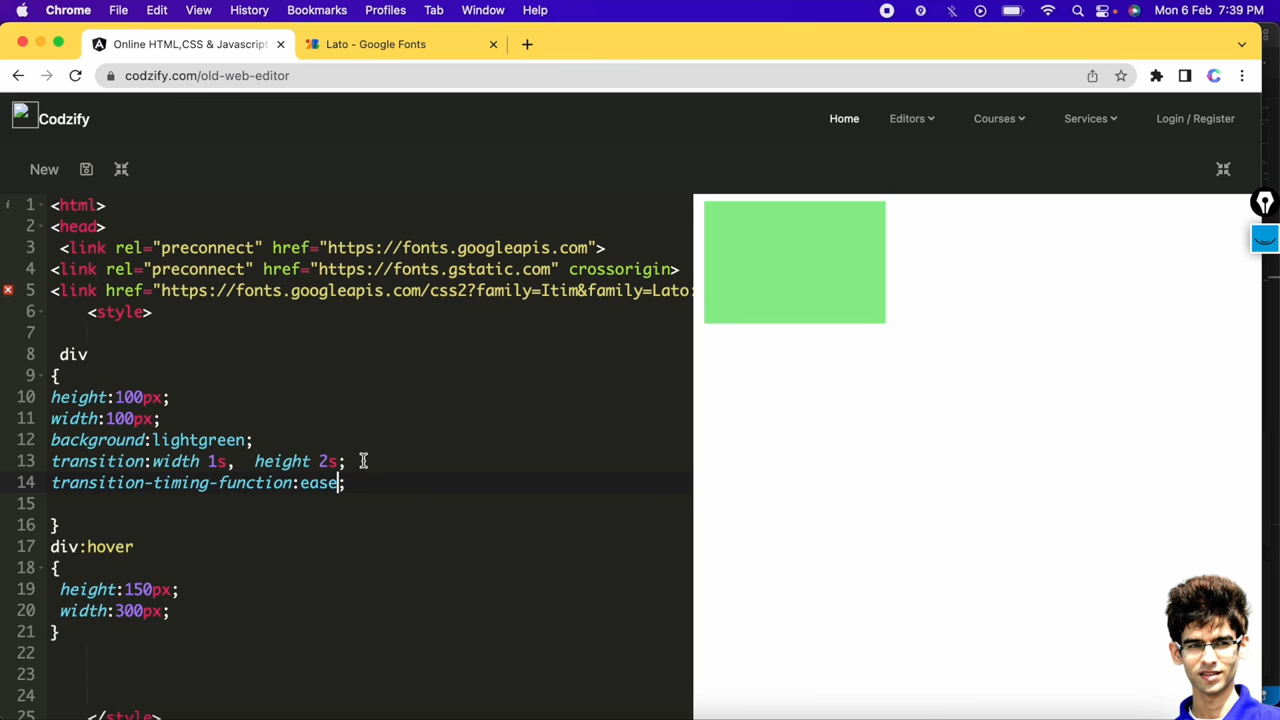 Chrome File Edit View History Bookmarks Profiles Tab Window Help Mon 6 Feb 7:39 PM
Online HTML,CSS & Javascript Lato - Google Fonts
codzify.com/old-web-editor
Codzify Home Editors Courses Services Login / Register
New
1 <html>
2 <head>
3 <link rel="preconnect" href="https://fonts.googleapis.com">
4 <link rel="preconnect" href="https://fonts.gstatic.com" crossorigin>
5 <link href="https://fonts.googleapis.com/css2?family=Itim&family=Lato:
6 <style>
7
8 div
9 {
10 height:100px;
11 width:100px;
12 background:lightgreen;
13 transition:width 1s, height 2s;
14 transition-timing-function:ease;
15
16 }
17 div:hover
18 {
19 height:150px;
20 width:300px;
21 }
22
23
24
25 </style>